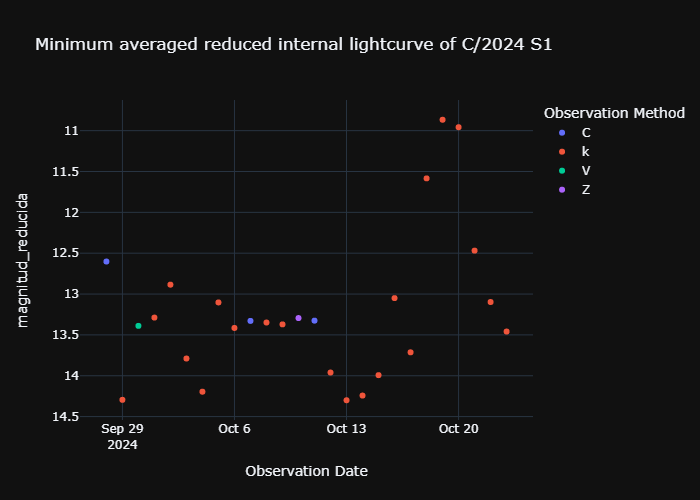 Minimum averaged reduced internal lightcurve of C/2024 S1
Observation Method
C
k
V
Z
magnitud_reducida
11
11.5
12
12.5
13
13.5
14
14.5
Sep 29
2024
Oct 6
Oct 13
Oct 20
Observation Date